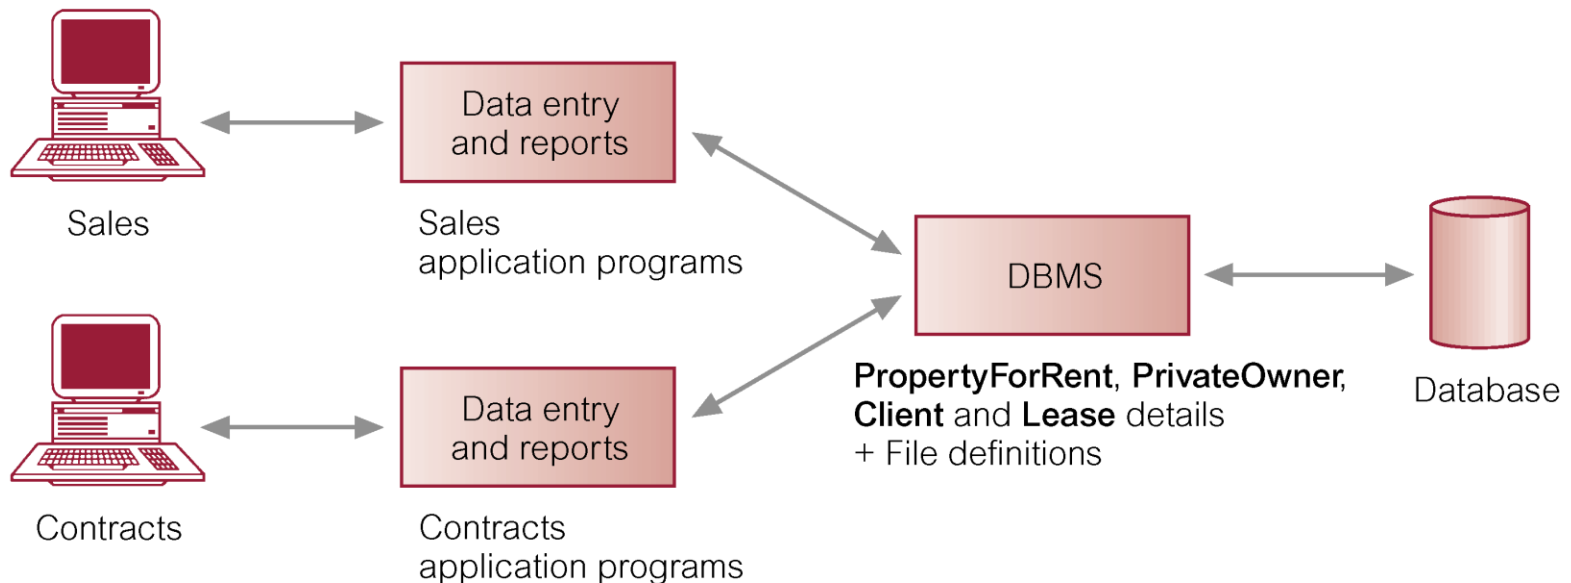 Data entry
and reports
Sales
Sales
application programs
DBMS
PropertyForRent, PrivateOwner,
Client and Lease details
+ File definitions
Database
Data entry
and reports
Contracts
Contracts
application programs